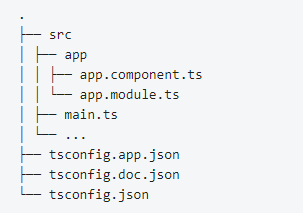 .
├── src
│ ├── app
│ │ ├── app.component.ts
│ │ └── app.module.ts
│ ├── main.ts
│ └── ...
├── tsconfig.app.json
├── tsconfig.doc.json
└── tsconfig.json